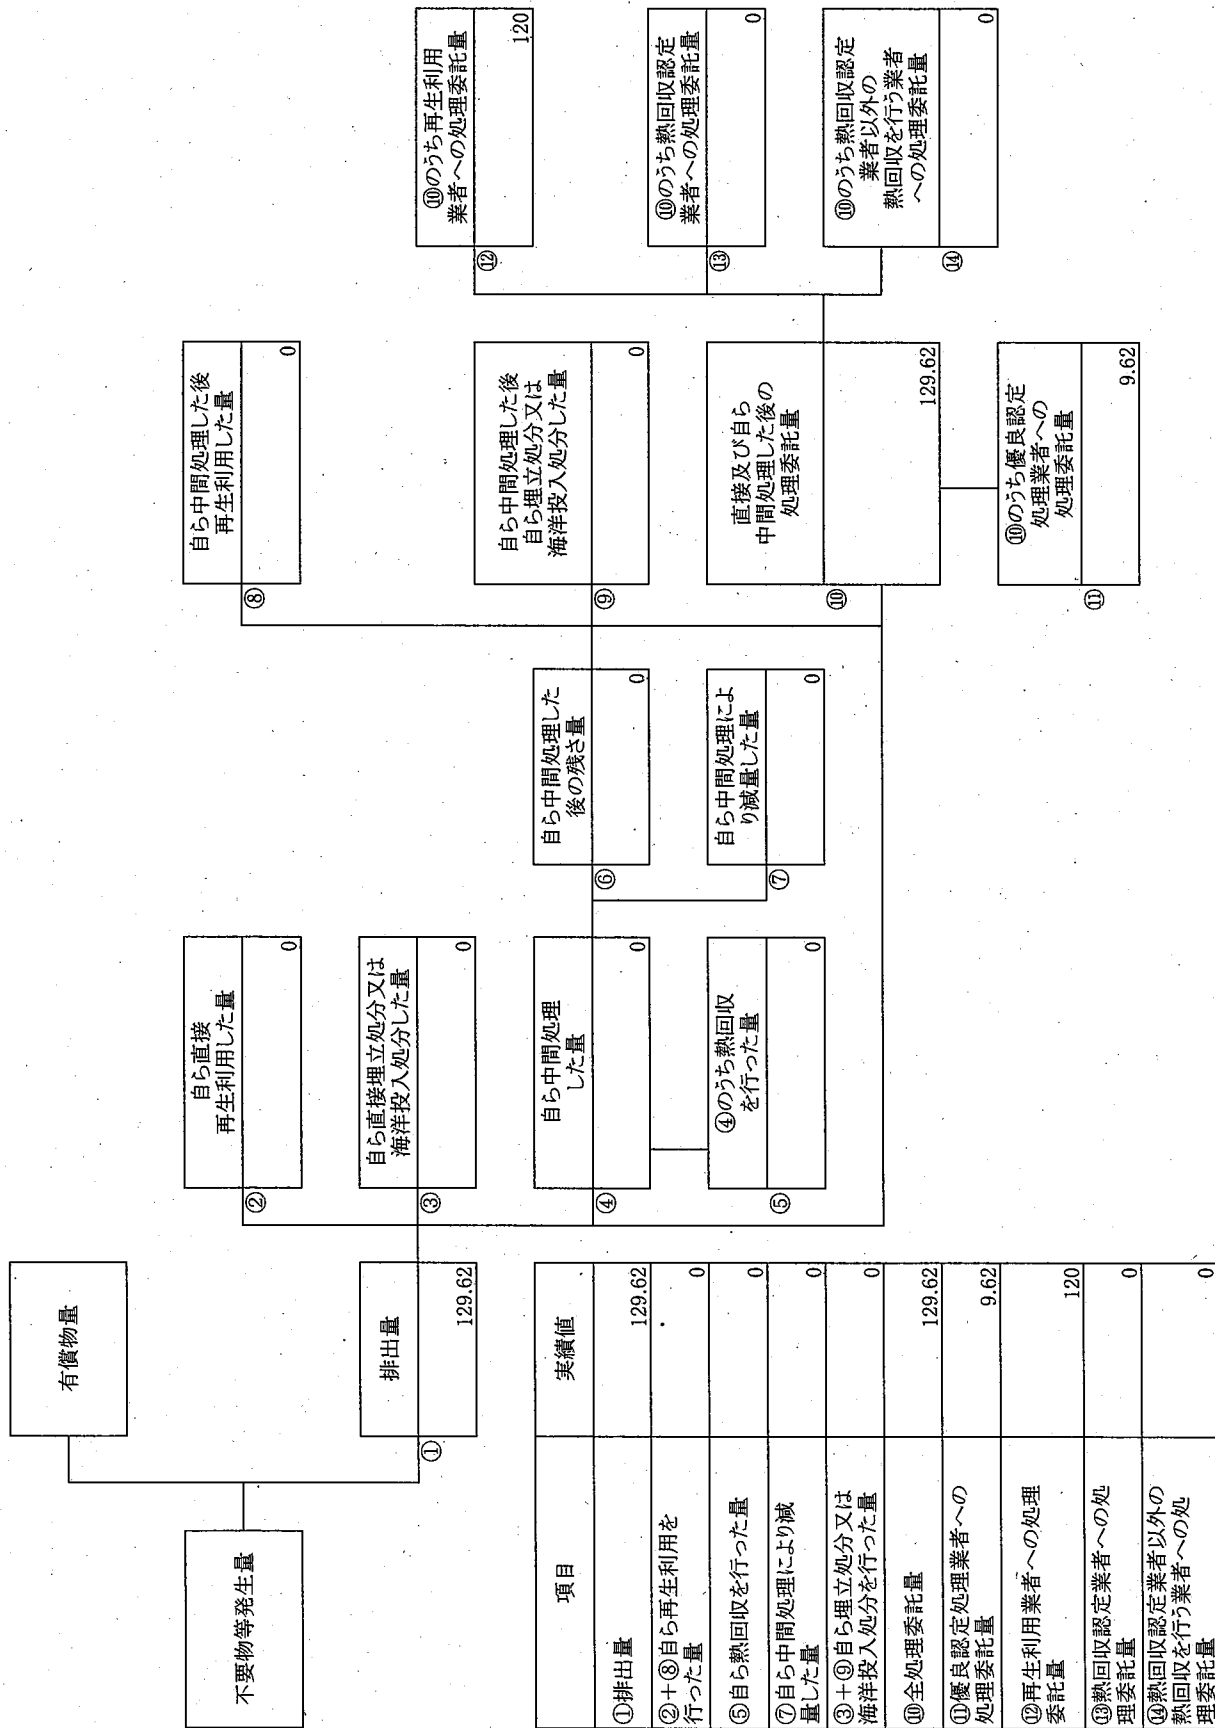 不要物等発生量
有償物量
①
排出量
129.62
②
自ら直接
再生利用した量
0
③
自ら直接埋立処分又は
海洋投入処分した量
0
④
自ら中間処理
した量
0
⑤
④のうち熱回収
を行った量
0
⑥
自ら中間処理した
後の残さ量
0
⑦
自ら中間処理によ
り減量した量
0
⑧
自ら中間処理した後
再生利用した量
0
⑨
自ら中間処理した後
自ら埋立処分又は
海洋投入処分した量
0
⑩
直接及び自ら
中間処理した後の
処理委託量
129.62
⑪
⑩のうち優良認定
処理業者への
処理委託量
9.62
⑫
⑩のうち再生利用
業者への処理委託量
120
⑬
⑩のうち熱回収認定
業者への処理委託量
0
⑭
⑩のうち熱回収認定
業者以外の
熱回収を行う業者
への処理委託量
0
項目 実績値
①排出量 129.62
②+⑧自ら再生利用を
行った量 0
⑤自ら熱回収を行った量 0
⑦自ら中間処理により減
量した量 0
③+⑨自ら埋立処分又は
海洋投入処分を行った量 0
⑩全処理委託量 129.62
⑪優良認定処理業者への
処理委託量 9.62
⑫再生利用業者への処理
委託量 120
⑬熱回収認定業者への処
理委託量 0
⑭熱回収認定業者以外の
熱回収を行う業者への処
理委託量 0